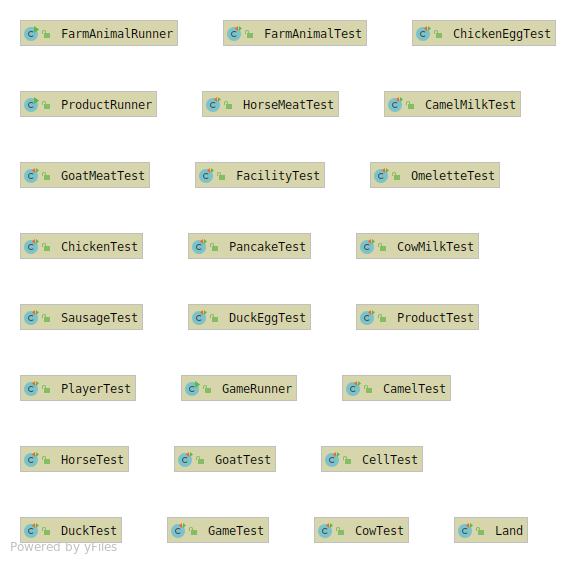 FarmAnimalRunner FarmAnimalTest ChickenEggTest
ProductRunner HorseMeatTest CamelMilkTest
GoatMeatTest FacilityTest OmeletteTest
ChickenTest PancakeTest CowMilkTest
SausageTest DuckEggTest ProductTest
PlayerTest GameRunner CamelTest
HorseTest GoatTest CellTest
DuckTest GameTest CowTest Land
Powered by yFiles